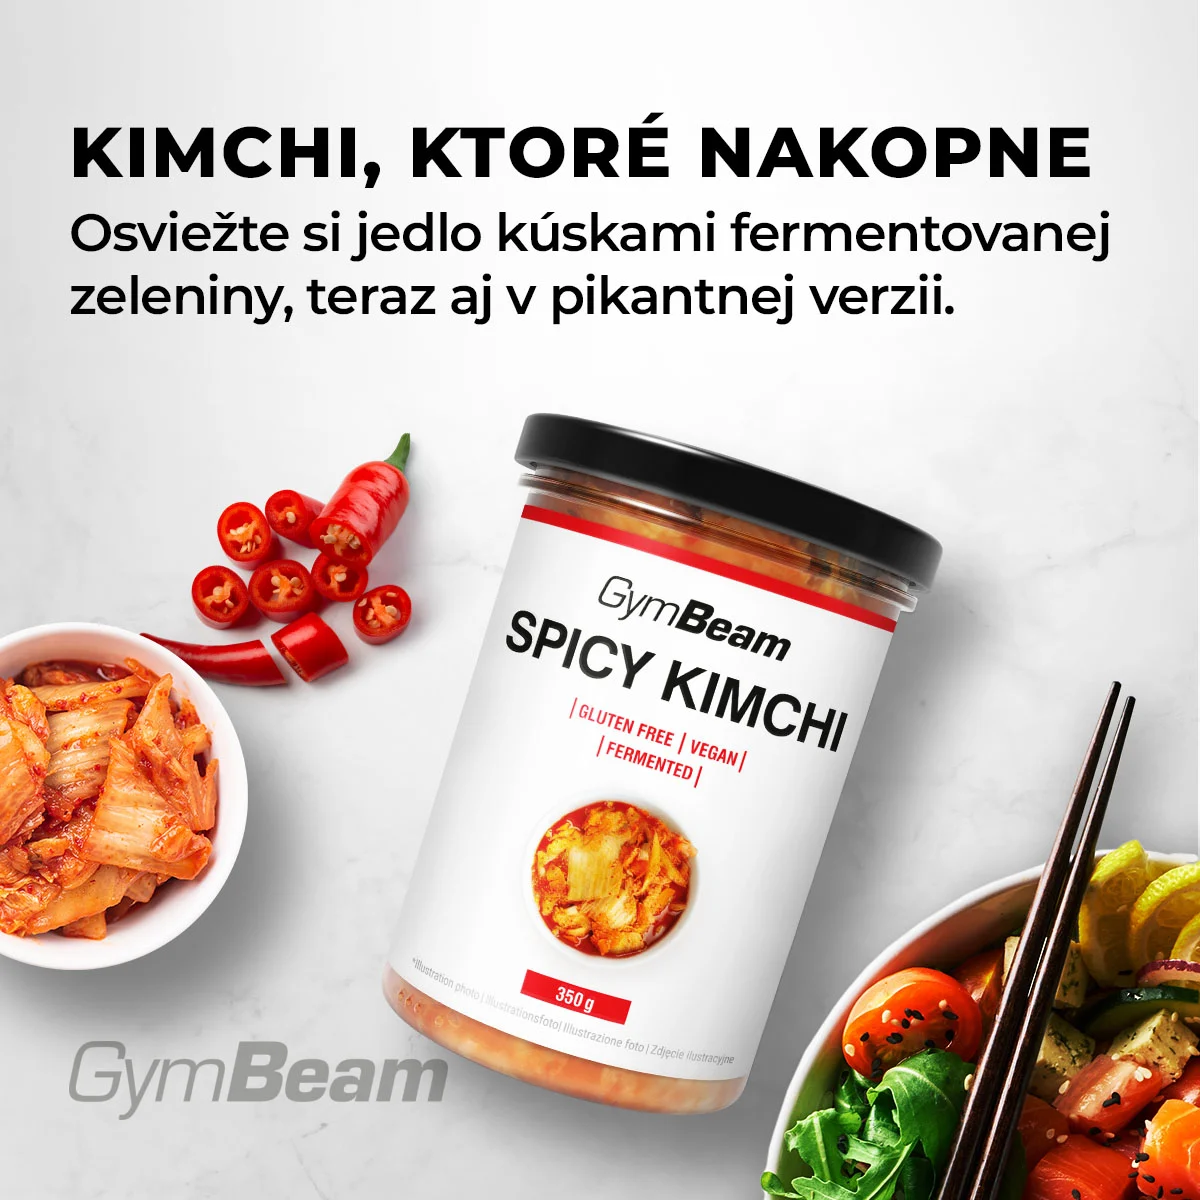 KIMCHI, KTORÉ NAKOPNE
Osviežte si jedlo kúskami fermentovanej
zeleniny, teraz aj v pikantnej verzii.
GymBeam
SPICY KIMCHI
| GLUTEN FREE | VEGAN |
| FERMENTED |
350 g
*Illustration photo | Illustrationsfoto | Illustrazione foto | Zdjęcie ilustracyjne
GymBeam